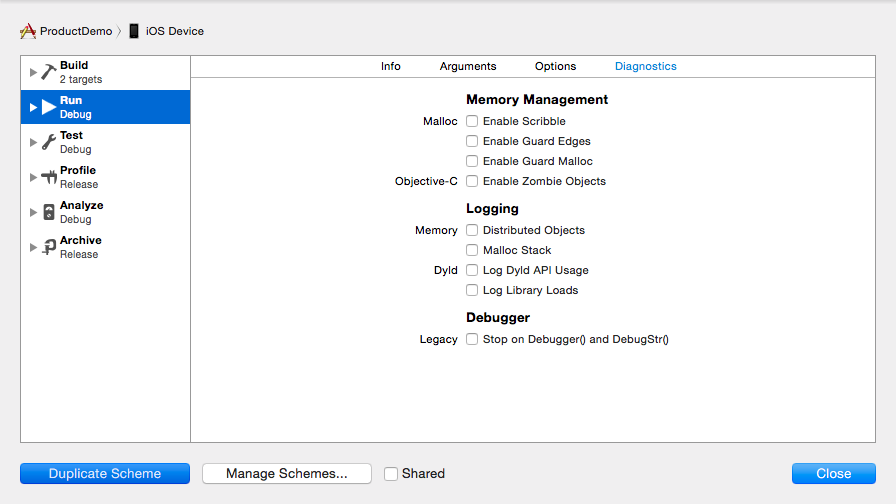 ProductDemo 〉 iOS Device
Build
2 targets
Run
Debug
Test
Debug
Profile
Release
Analyze
Debug
Archive
Release
Info Arguments Options Diagnostics
Memory Management
Malloc Enable Scribble
Enable Guard Edges
Enable Guard Malloc
Objective-C Enable Zombie Objects
Logging
Memory Distributed Objects
Malloc Stack
Dyld Log Dyld API Usage
Log Library Loads
Debugger
Legacy Stop on Debugger() and DebugStr()
Duplicate Scheme Manage Schemes... Shared Close